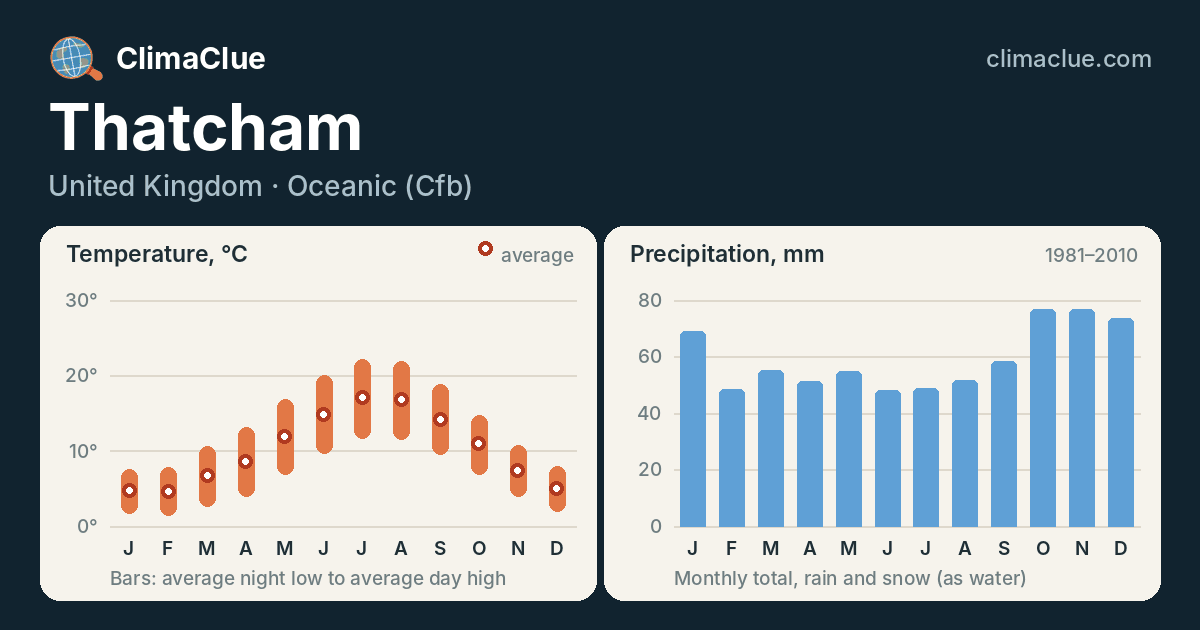 ClimaClue
climaclue.com
Thatcham
United Kingdom · Oceanic (Cfb)
Temperature, °C
average
30°
20°
10°
0°
J F M A M J J A S O N D
Bars: average night low to average day high
Precipitation, mm
1981–2010
80
60
40
20
0
J F M A M J J A S O N D
Monthly total, rain and snow (as water)